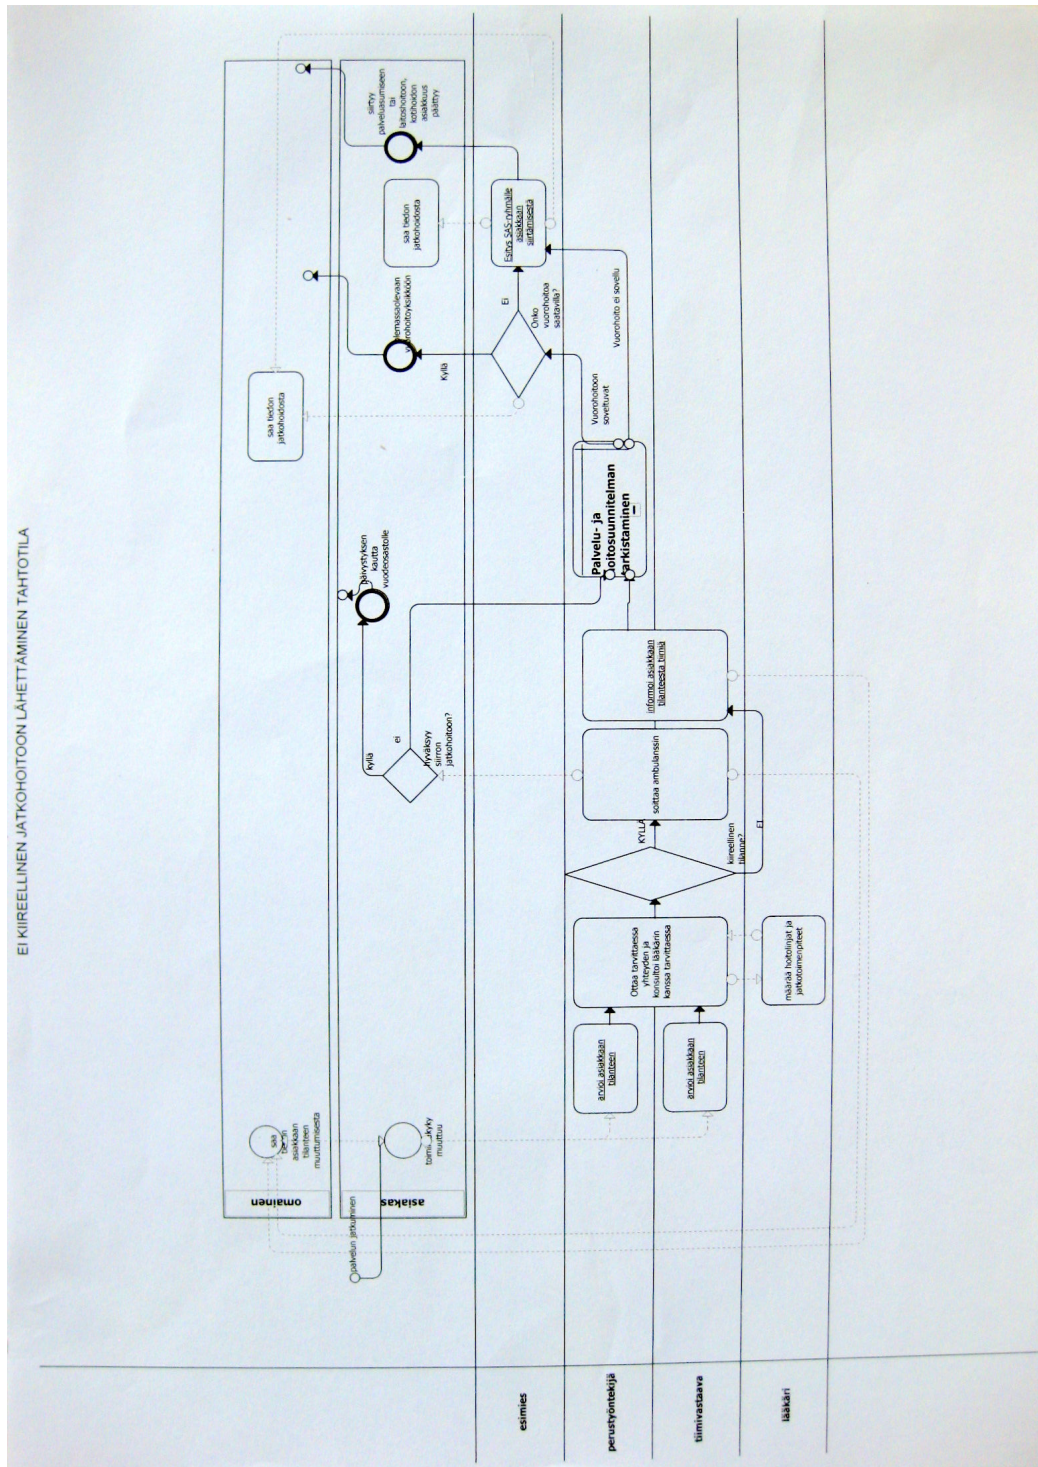 EI KIIREELLINEN JATKOHOITOON LÄHETTÄMINEN TAHTOTILA
omainen
saa
asiakkaan
tilanteen
muuttumisesta
saa tiedon
jatkohoidosta
asiakas
palvelun jatkuminen
muuttuu
kyllä
ei
Hyväksyy
siirron
jatkohoitoon?
päivystyksen
kautta
vuodeosastolle
olemassaolevaan
vuorohoitoyksikköön
saa tiedon
jatkohoidosta
siirtyy
palveluasumiseen
tai
laitoshoitoon,
kotihoidon
asiakkuus
päättyy
esimies
Kyllä
Ei
Onko
vuorohoitoa
saatavilla?
Esitys SAS-ryhmälle
asiakkaan
siirtämisestä
perustyöntekijä
arvioi asiakkaan
tilanteen
Ottaa tarvittaessa
yhteyden ja
konsultoi lääkärin
kanssa tarvittaessa
KYLLÄ
kiireellinen
tilanne?
EI
soittaa ambulanssin
informoi asiakkaan
tilanteesta tiimiä
Palvelu- ja
hoitosuunnitelman
tarkistaminen
Vuorohoitoon
soveltuvat
Vuorohoito ei sovellu
tiimivastaava
arvioi asiakkaan
tilanteen
lääkäri
määrää hoitolinjat ja
jatkotoimenpiteet